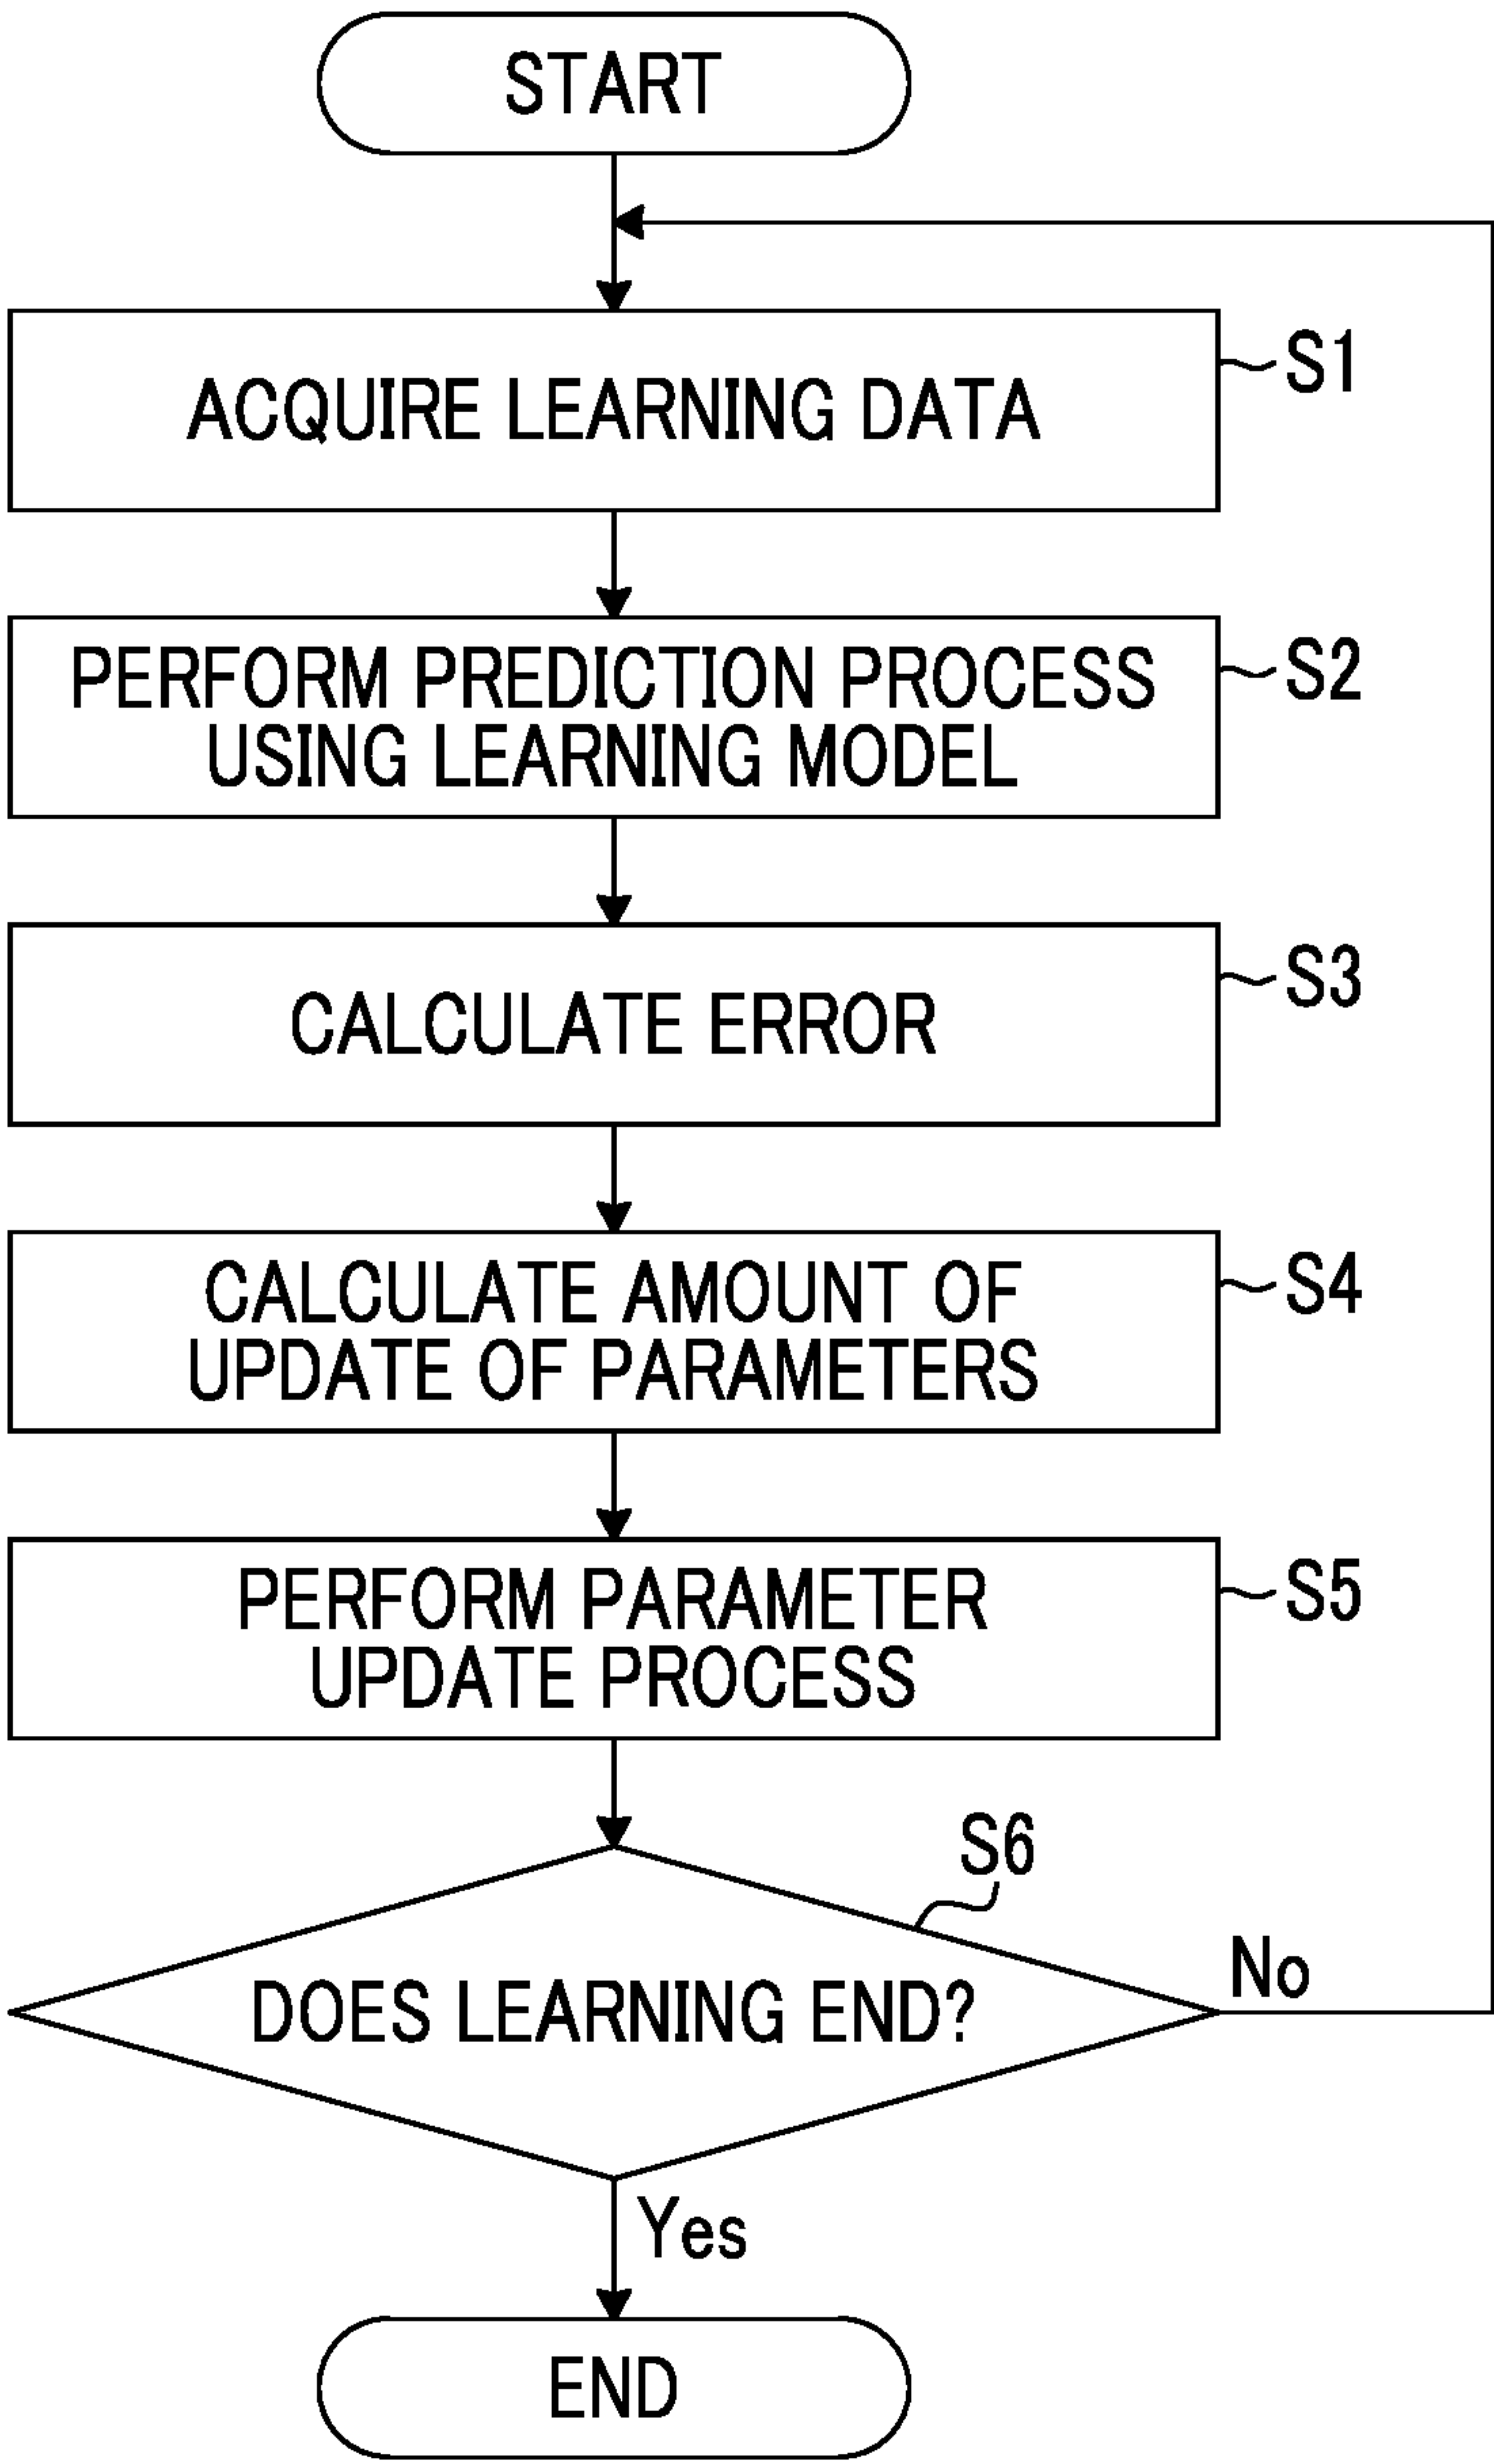 START
ACQUIRE LEARNING DATA
S1
PERFORM PREDICTION PROCESS
USING LEARNING MODEL
S2
CALCULATE ERROR
S3
CALCULATE AMOUNT OF
UPDATE OF PARAMETERS
S4
PERFORM PARAMETER
UPDATE PROCESS
S5
S6
DOES LEARNING END?
No
Yes
END